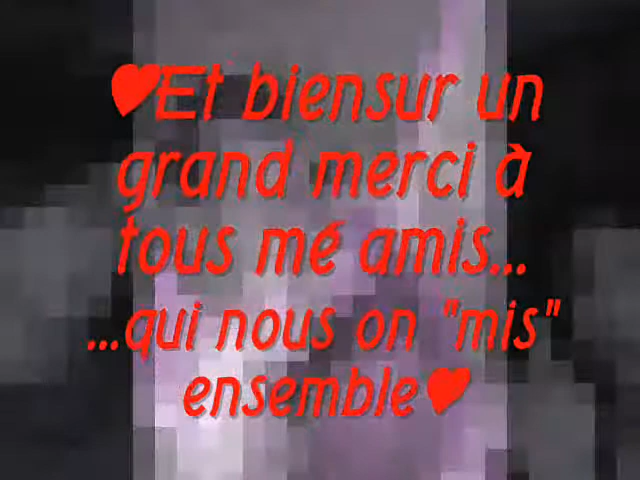 ♥Et biensur un
grand merci à
tous mé amis...
...qui nous on "mis"
ensemble♥